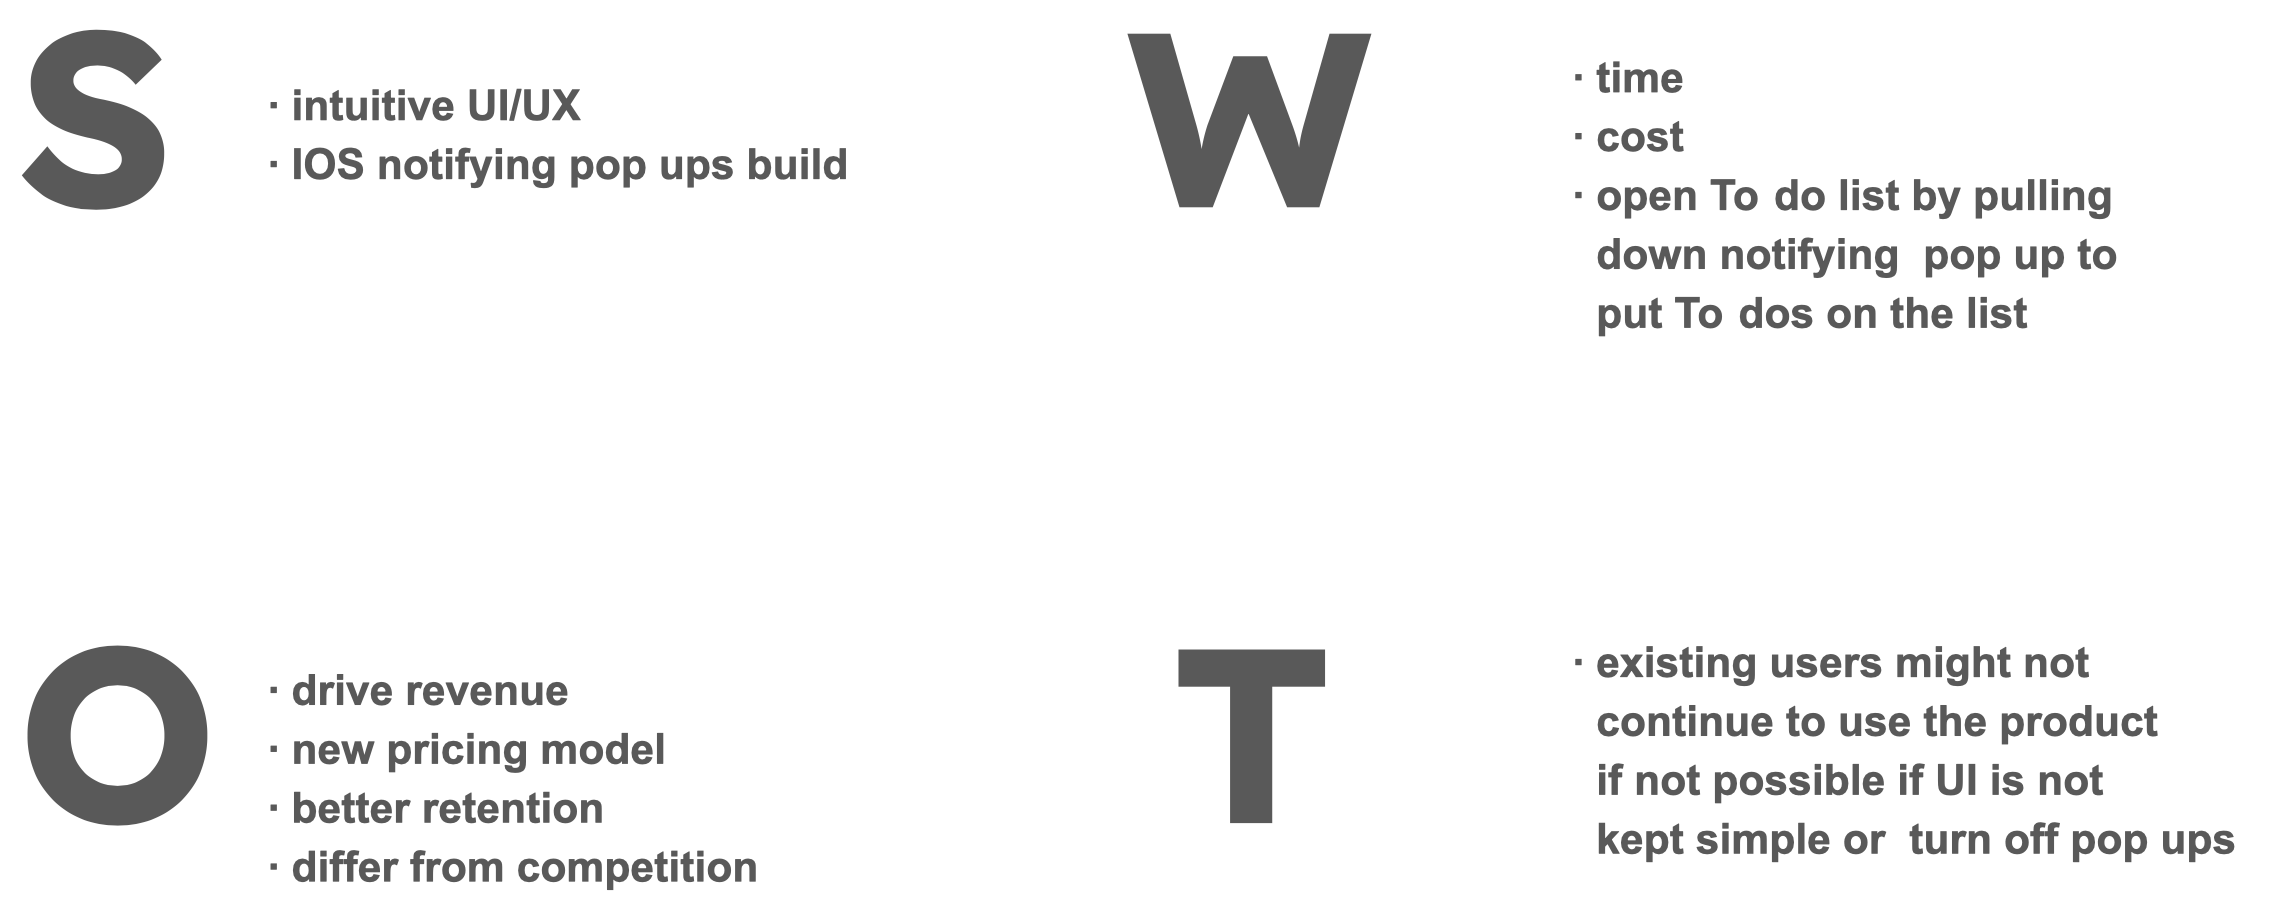 S
· intuitive UI/UX
· IOS notifying pop ups build
W
· time
· cost
· open To do list by pulling
down notifying  pop up to
put To dos on the list
O
· drive revenue
· new pricing model
· better retention
· differ from competition
T
· existing users might not
continue to use the product
if not possible if UI is not
kept simple or  turn off pop ups